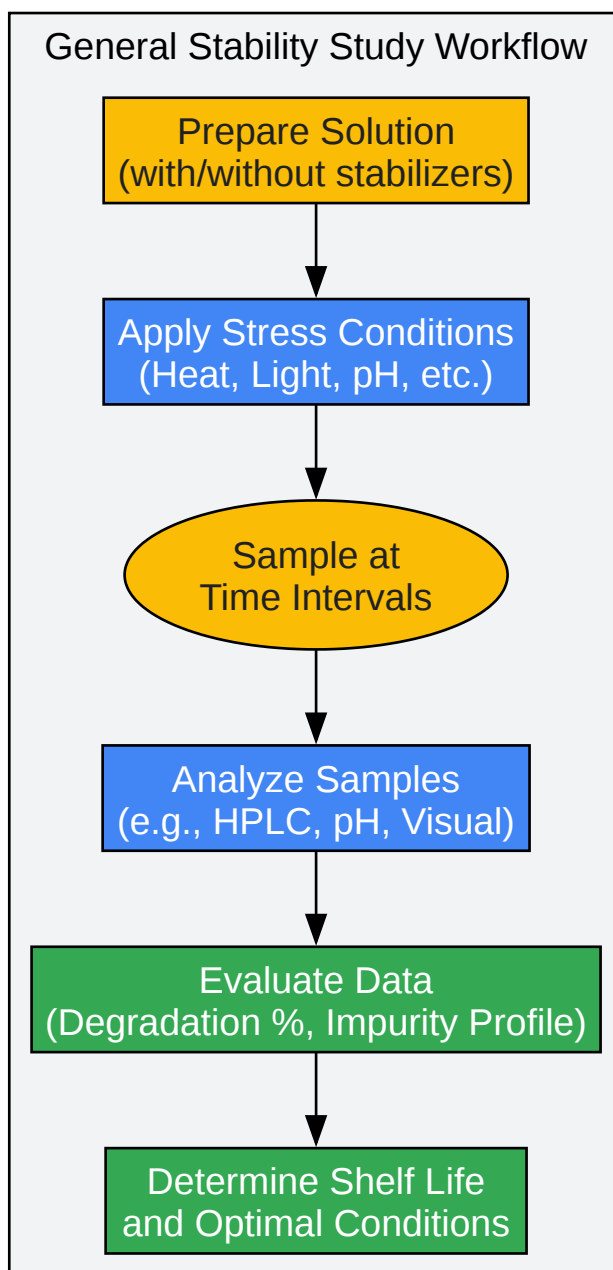 General Stability Study Workflow
Prepare Solution
(with/without stabilizers)
Apply Stress Conditions
(Heat, Light, pH, etc.)
Sample at
Time Intervals
Analyze Samples
(e.g., HPLC, pH, Visual)
Evaluate Data
(Degradation %, Impurity Profile)
Determine Shelf Life
and Optimal Conditions